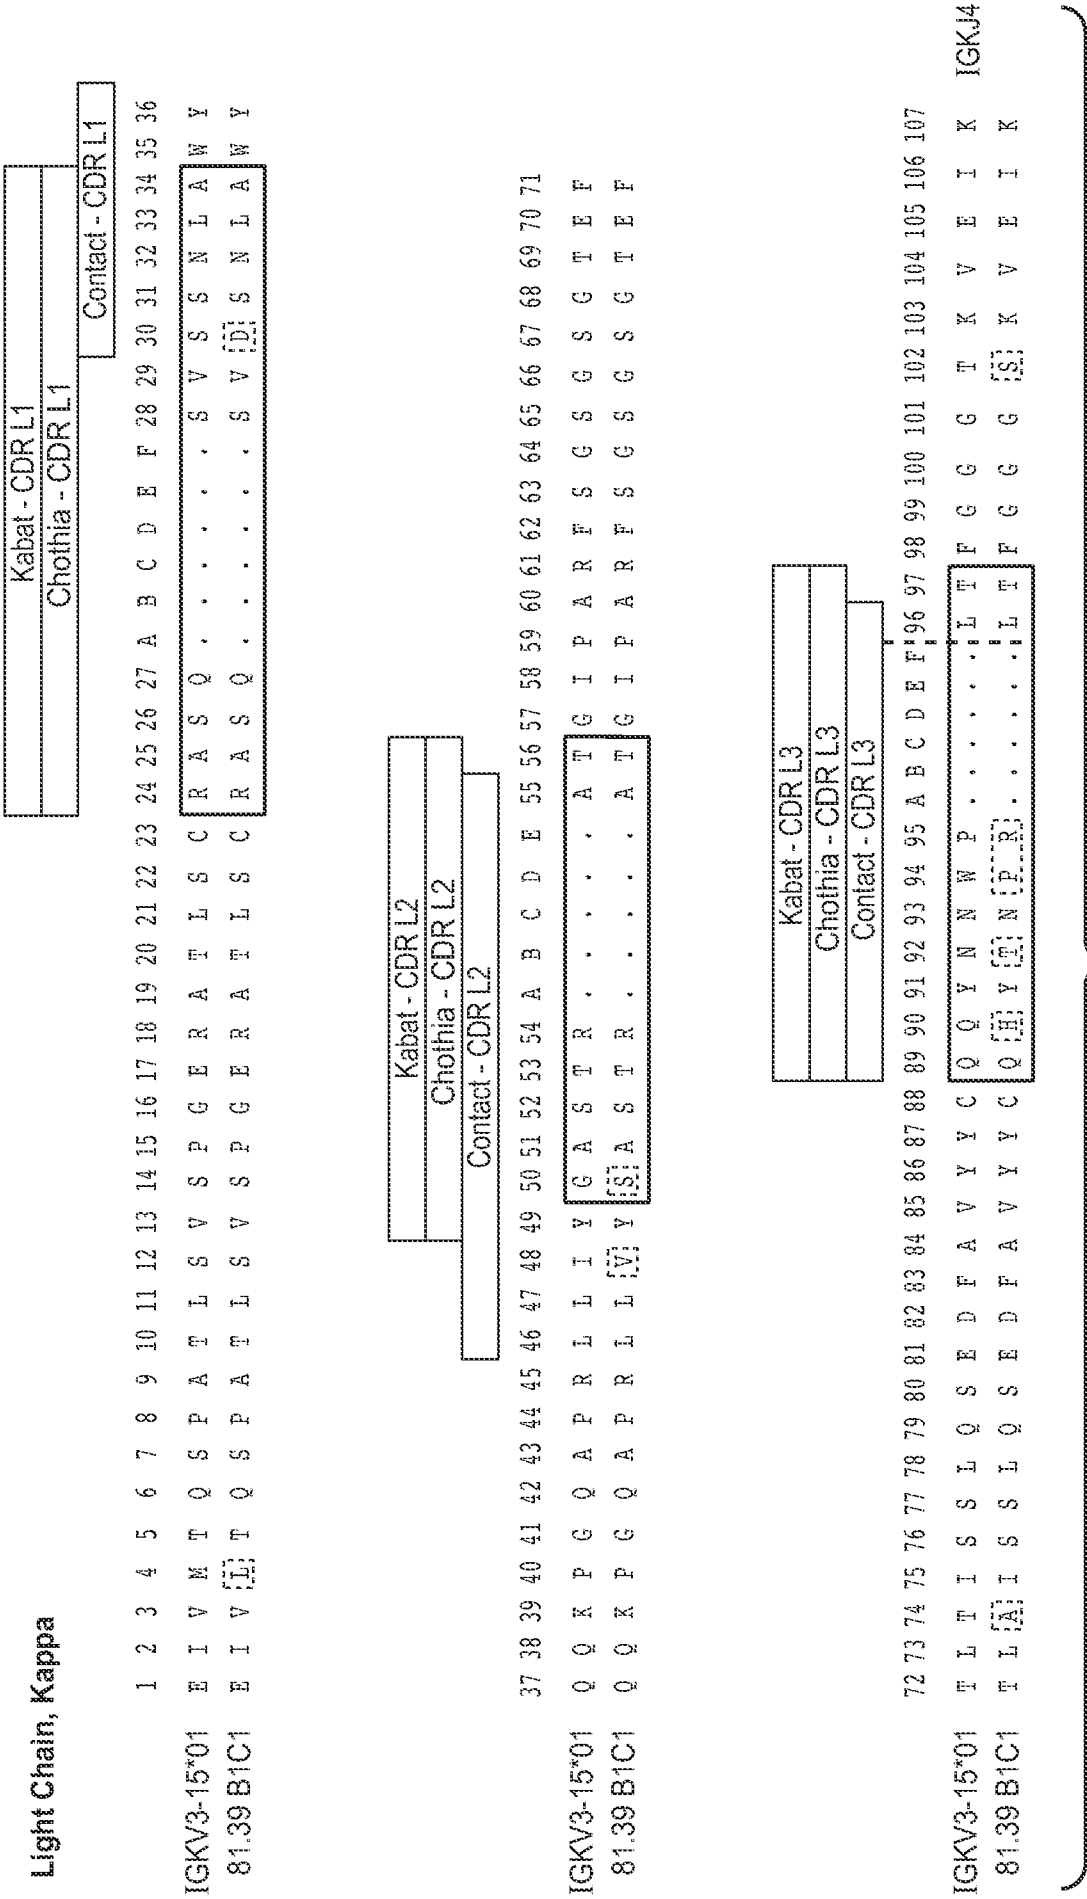 Light Chain, Kappa
Kabat - CDR L1
Chothia - CDR L1
Contact - CDR L1
1 2 3 4 5 6 7 8 9 10 11 12 13 14 15 16 17 18 19 20 21 22 23 24 25 26 27 A B C D E F 28 29 30 31 32 33 34 35 36
IGKV3-15*01 E I V M T Q S P A T L S V S P G E R A T L S C R A S Q . . . . . . S V S S N L A W Y
81.39 B1C1 E I V L T Q S P A T L S V S P G E R A T L S C R A S Q . . . . . . S V D S N L A W Y
Kabat - CDR L2
Chothia - CDR L2
Contact - CDR L2
37 38 39 40 41 42 43 44 45 46 47 48 49 50 51 52 53 54 A B C D E 55 56 57 58 59 60 61 62 63 64 65 66 67 68 69 70 71
IGKV3-15*01 Q Q K P G Q A P R L L I Y G A S T R . . . . . A T G I P A R F S G S G S G T E F
81.39 B1C1 Q Q K P G Q A P R L L V Y S A S T R . . . . . A T G I P A R F S G S G S G T E F
Kabat - CDR L3
Chothia - CDR L3
Contact - CDR L3
72 73 74 75 76 77 78 79 80 81 82 83 84 85 86 87 88 89 90 91 92 93 94 95 A B C D E F 96 97 98 99 100 101 102 103 104 105 106 107
IGKV3-15*01 T L T I S S L Q S E D F A V Y Y C Q Q Y N N W P . . . . . . L T F G G G T K V E I K IGKJ4
81.39 B1C1 T L A I S S L Q S E D F A V Y Y C Q H Y T N P R . . . . . . L T F G G G S K V E I K